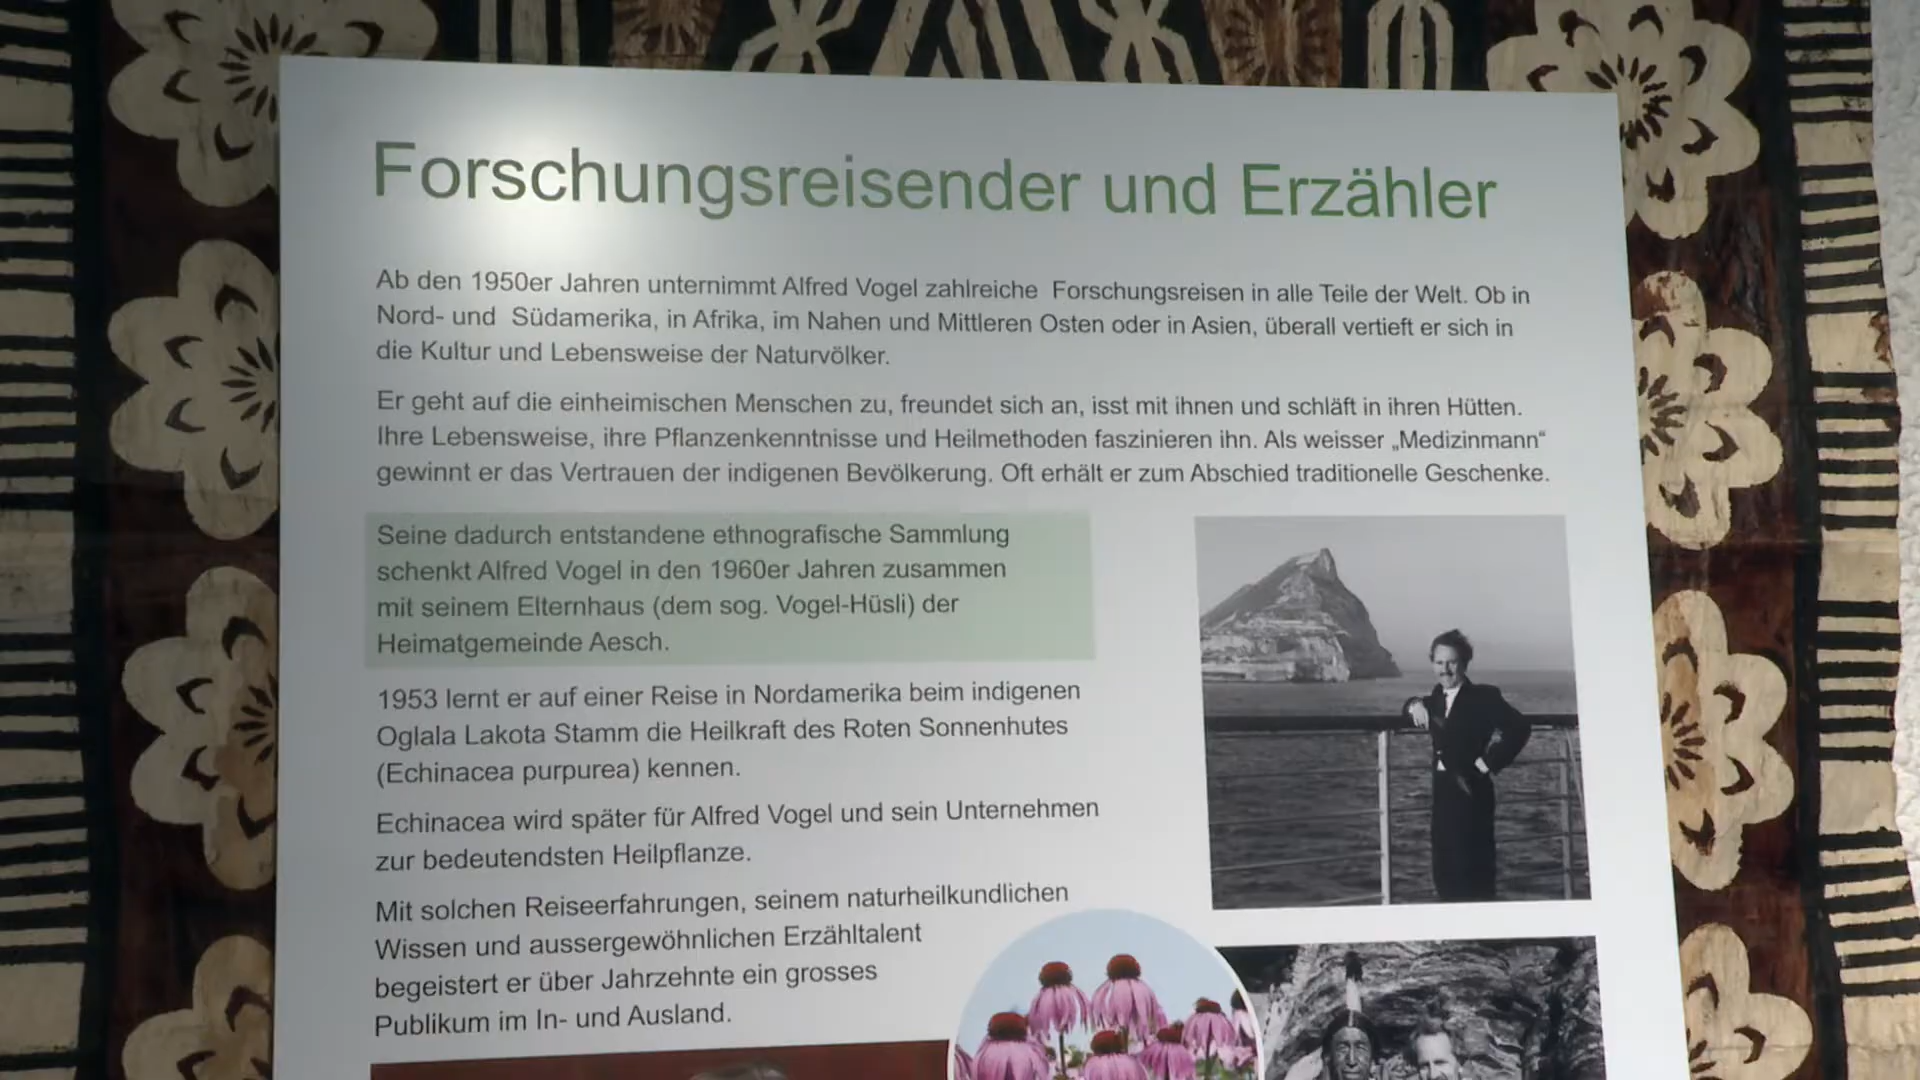 Forschungsreisender und Erzähler
Ab den 1950er Jahren unternimmt Alfred Vogel zahlreiche Forschungsreisen in alle Teile der Welt. Ob in
Nord- und Südamerika, in Afrika, im Nahen und Mittleren Osten oder in Asien, überall vertieft er sich in
die Kultur und Lebensweise der Naturvölker.
Er geht auf die einheimischen Menschen zu, freundet sich an, isst mit ihnen und schläft in ihren Hütten.
Ihre Lebensweise, ihre Pflanzenkenntnisse und Heilmethoden faszinieren ihn. Als weisser „Medizinmann“
gewinnt er das Vertrauen der indigenen Bevölkerung. Oft erhält er zum Abschied traditionelle Geschenke.
Seine dadurch entstandene ethnografische Sammlung
schenkt Alfred Vogel in den 1960er Jahren zusammen
mit seinem Elternhaus (dem sog. Vogel-Hüsli) der
Heimatgemeinde Aesch.
1953 lernt er auf einer Reise in Nordamerika beim indigenen
Oglala Lakota Stamm die Heilkraft des Roten Sonnenhutes
(Echinacea purpurea) kennen.
Echinacea wird später für Alfred Vogel und sein Unternehmen
zur bedeutendsten Heilpflanze.
Mit solchen Reiseerfahrungen, seinem naturheilkundlichen
Wissen und aussergewöhnlichen Erzähltalent
begeistert er über Jahrzehnte ein grosses
Publikum im In- und Ausland.